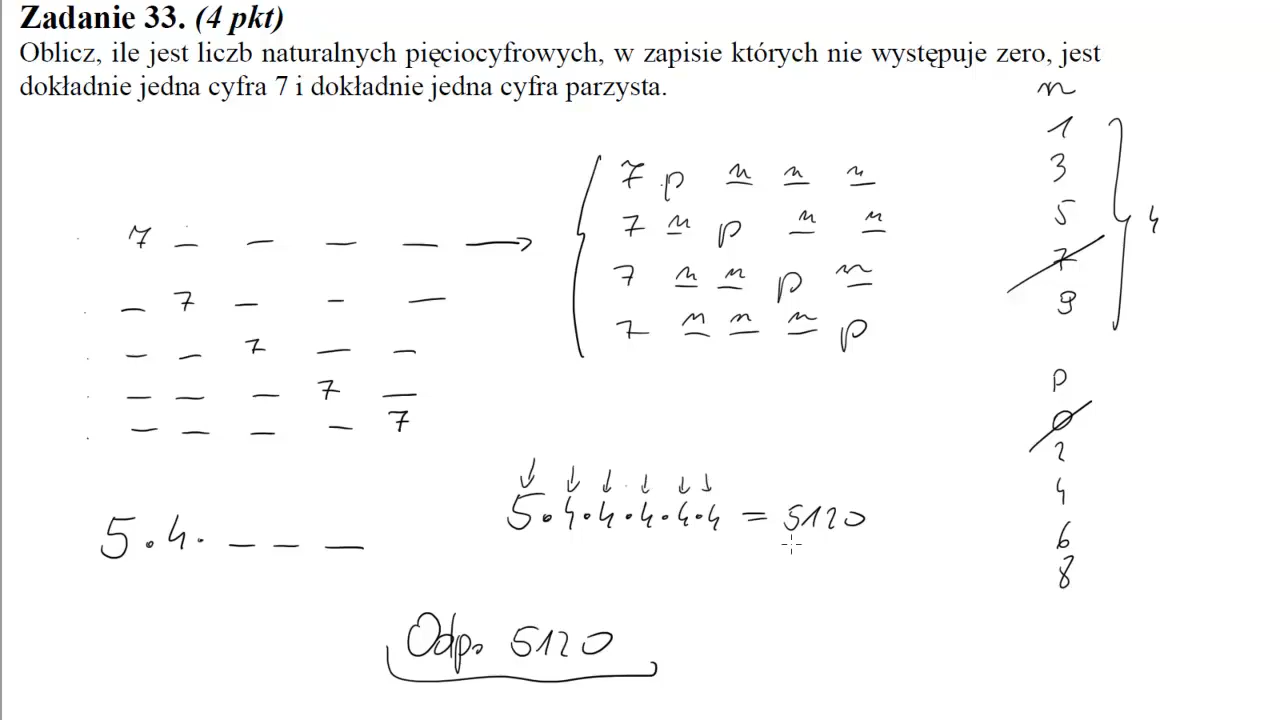 Zadanie 33. (4 pkt)
Oblicz, ile jest liczb naturalnych pięciocyfrowych, w zapisie których nie występuje zero, jest
dokładnie jedna cyfra 7 i dokładnie jedna cyfra parzysta.
n
1
3
5
7
9
4
7 p n n n
7 n p n n
7 n n p n
7 n n n p
7 _ _ _ _ →
_ 7 _ _ _
_ _ 7 _ _
_ _ _ 7 _
_ _ _ _ 7
p
0
2
4
6
8
5·4· _ _ _
5·4·4·4·4·4 = 5120
Odp. 5120